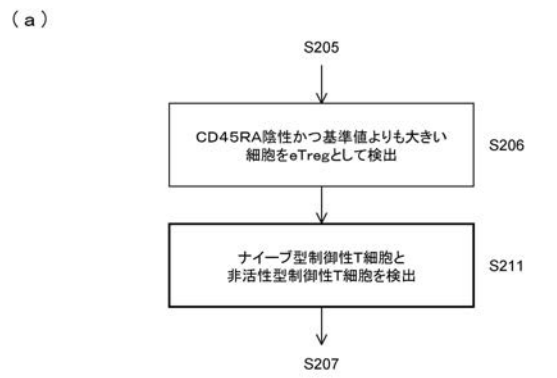 (a)
S205
CD45RA陰性かつ基準値よりも大きい
細胞をeTregとして検出
S206
ナイーブ型制御性T細胞と
非活性型制御性T細胞を検出
S211
S207